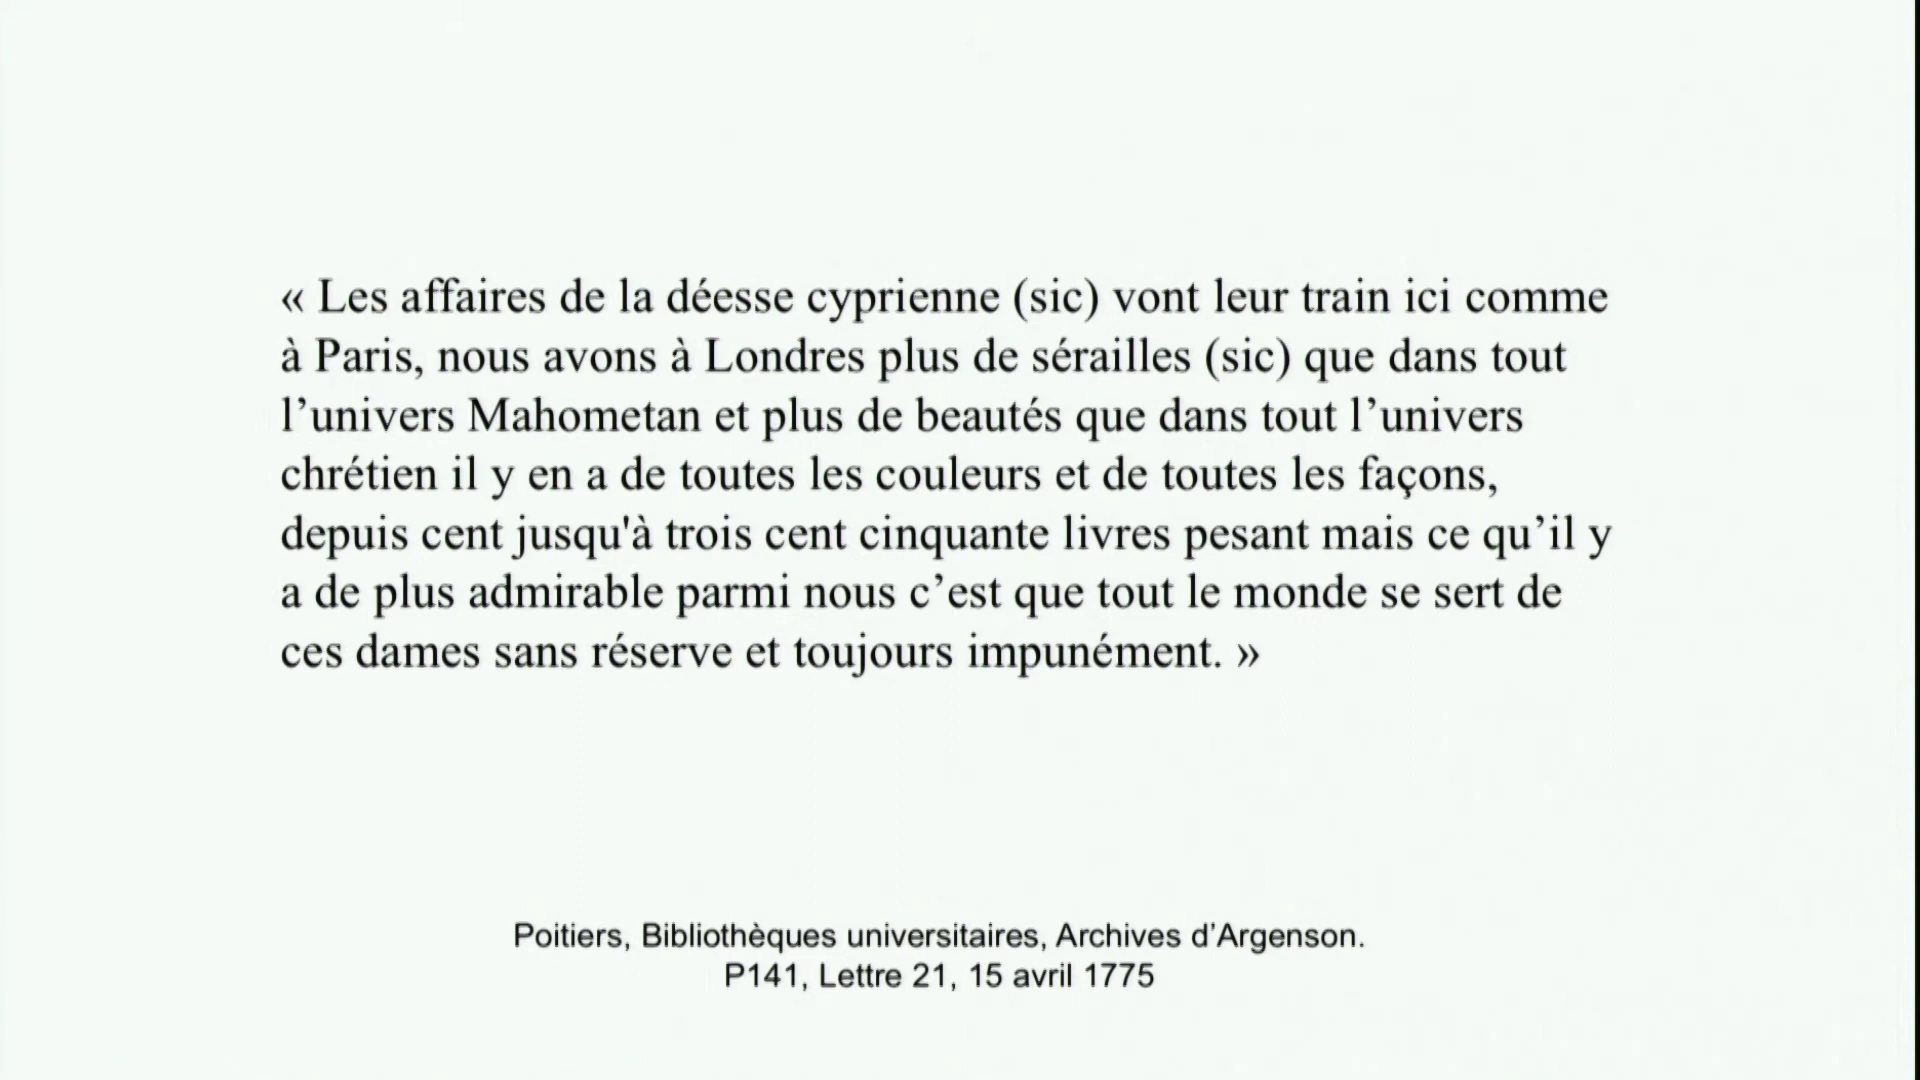 « Les affaires de la déesse cyprienne (sic) vont leur train ici comme
à Paris, nous avons à Londres plus de sérailles (sic) que dans tout
l’univers Mahometan et plus de beautés que dans tout l’univers
chrétien il y en a de toutes les couleurs et de toutes les façons,
depuis cent jusqu'à trois cent cinquante livres pesant mais ce qu’il y
a de plus admirable parmi nous c’est que tout le monde se sert de
ces dames sans réserve et toujours impunément. »
Poitiers, Bibliothèques universitaires, Archives d’Argenson.
P141, Lettre 21, 15 avril 1775